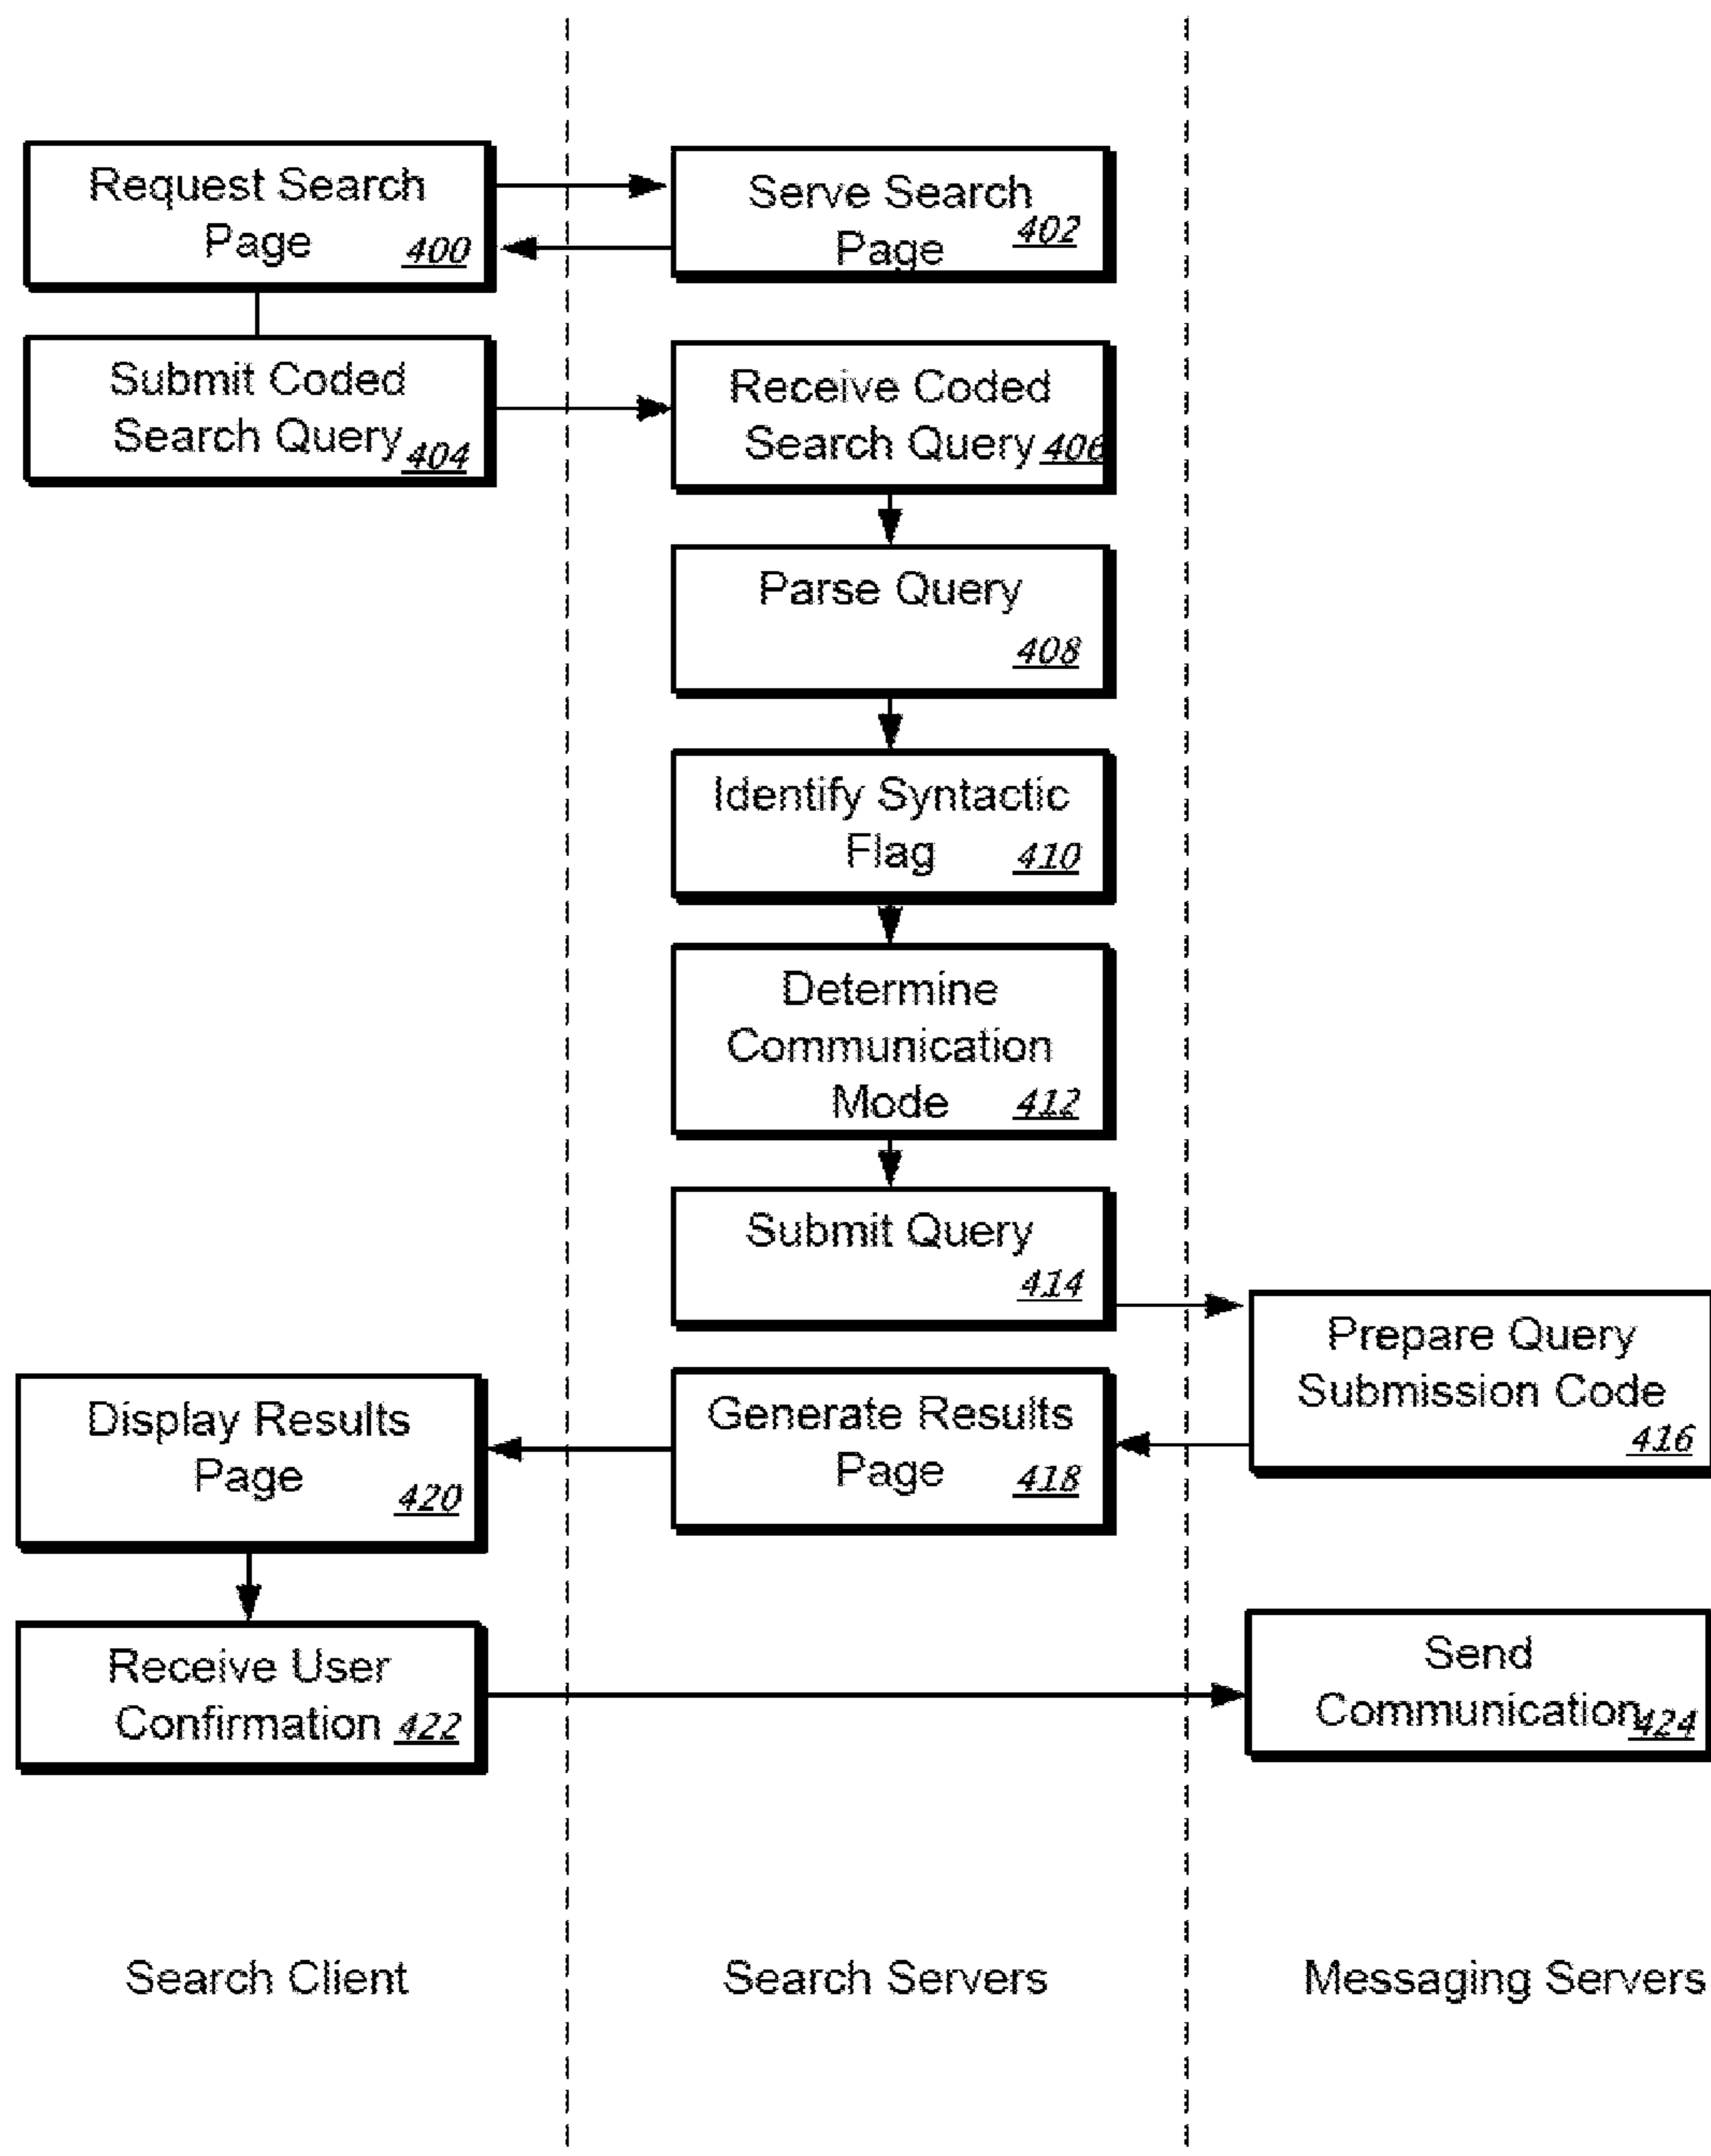 Request Search
Page 400
Serve Search
Page 402
Submit Coded
Search Query 404
Receive Coded
Search Query 406
Parse Query
408
Identify Syntactic
Flag 410
Determine
Communication
Mode 412
Submit Query
414
Prepare Query
Submission Code
416
Generate Results
Page 418
Display Results
Page 420
Receive User
Confirmation 422
Send
Communication 424
Search Client
Search Servers
Messaging Servers